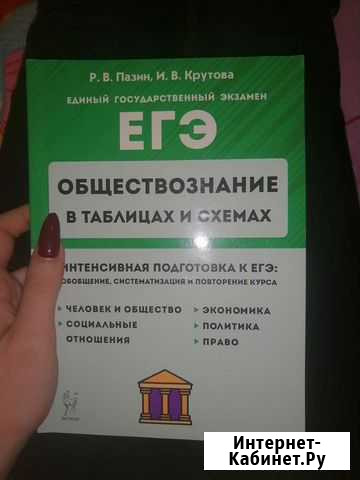 Р. В. Пазин, И. В. Крутова
ЕДИНЫЙ ГОСУДАРСТВЕННЫЙ ЭКЗАМЕН
ЕГЭ
ОБЩЕСТВОЗНАНИЕ
В ТАБЛИЦАХ И СХЕМАХ
ИНТЕНСИВНАЯ ПОДГОТОВКА К ЕГЭ:
ОБОБЩЕНИЕ, СИСТЕМАТИЗАЦИЯ И ПОВТОРЕНИЕ КУРСА
ЧЕЛОВЕК И ОБЩЕСТВО
СОЦИАЛЬНЫЕ
ОТНОШЕНИЯ
ЭКОНОМИКА
ПОЛИТИКА
ПРАВО
Интернет-
Кабинет.Ру